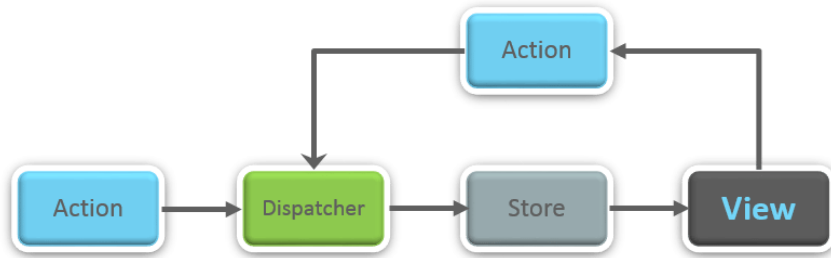 Action
Action
Dispatcher
Store
View